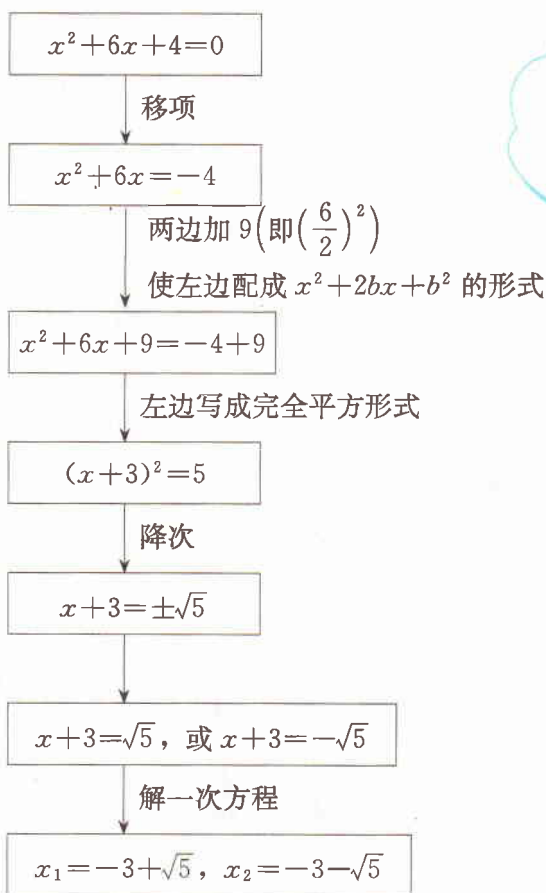 x²+6x+4=0
移项
x²+6x=-4
两边加 9(即(6/2)²)
使左边配成 x²+2bx+b² 的形式
x²+6x+9=-4+9
左边写成完全平方形式
(x+3)²=5
降次
x+3=±√5
x+3=√5，或 x+3=-√5
解一次方程
x₁=-3+√5，x₂=-3-√5